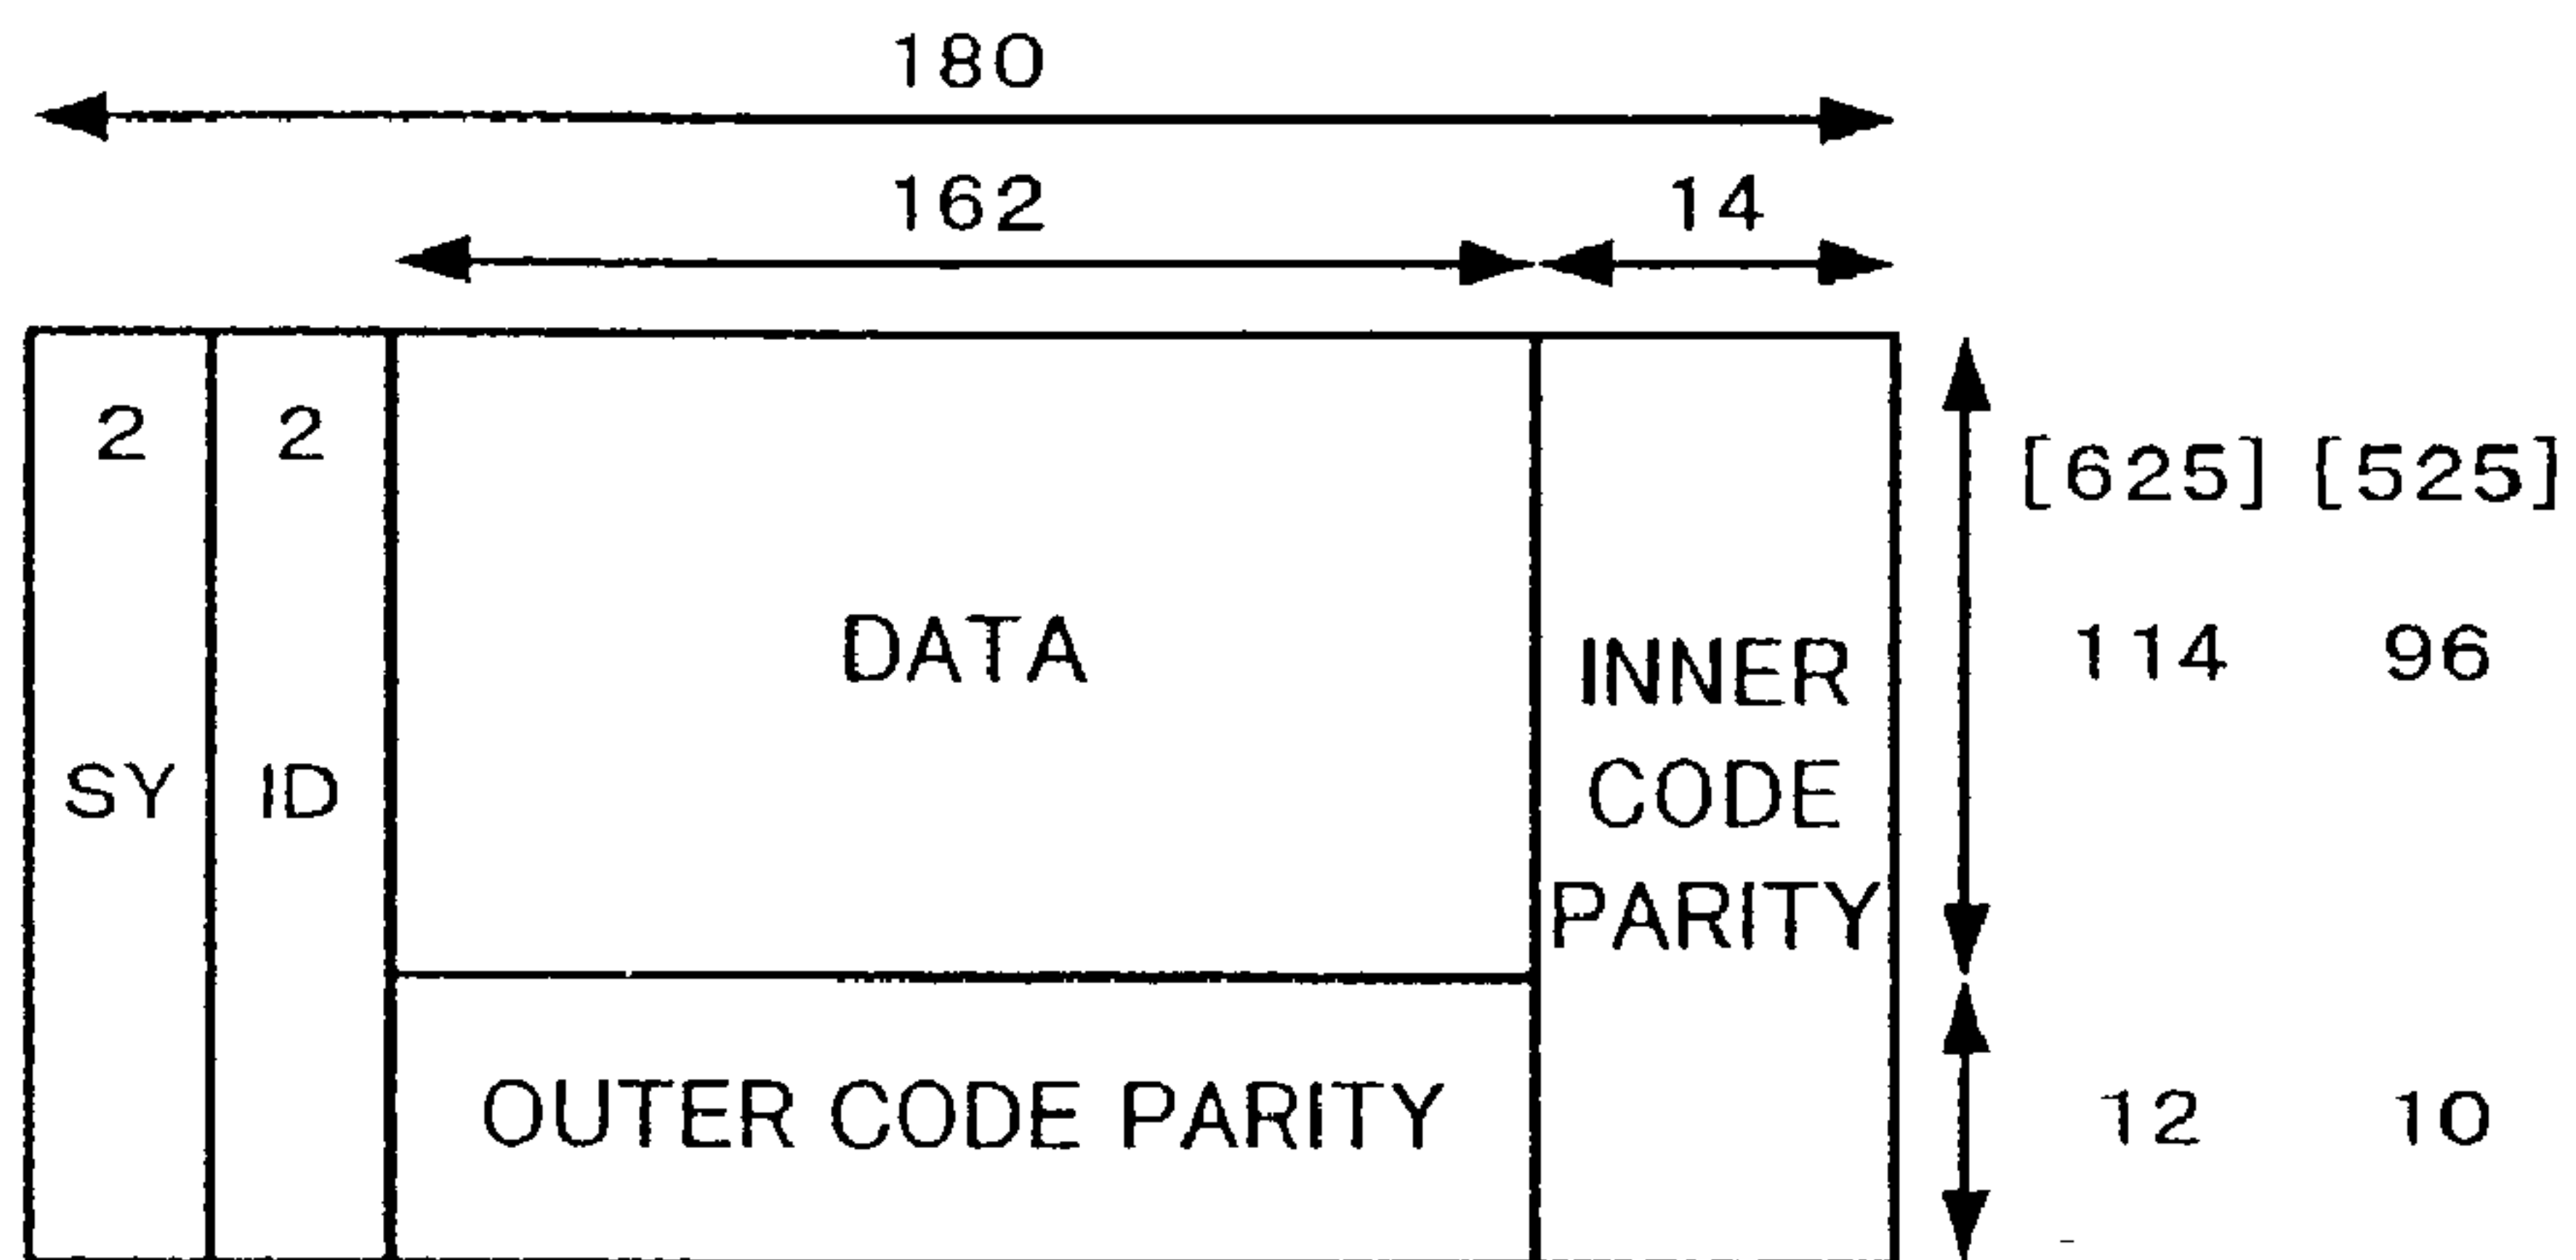 180
162 14
2 2 [625] [525]
DATA 114 96
INNER
SY ID CODE
PARITY
OUTER CODE PARITY 12 10